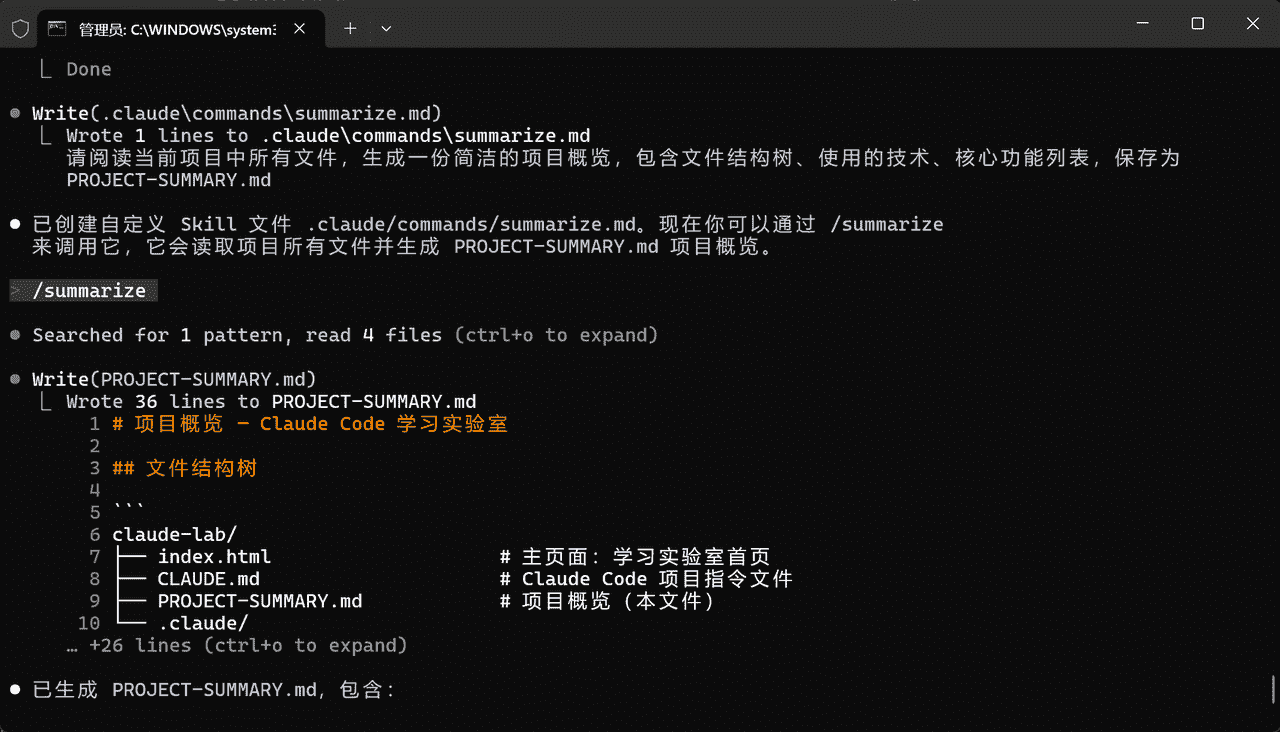 管理员: C:\WINDOWS\system3
Done
Write(.claude\commands\summarize.md)
Wrote 1 lines to .claude\commands\summarize.md
请阅读当前项目中所有文件，生成一份简洁的项目概览，包含文件结构树、使用的技术、核心功能列表，保存为
PROJECT-SUMMARY.md
● 已创建自定义 Skill 文件 .claude/commands/summarize.md。现在你可以通过 /summarize
来调用它，它会读取项目所有文件并生成 PROJECT-SUMMARY.md 项目概览。
> /summarize
● Searched for 1 pattern, read 4 files (ctrl+o to expand)
● Write(PROJECT-SUMMARY.md)
Wrote 36 lines to PROJECT-SUMMARY.md
1 # 项目概览 - Claude Code 学习实验室
2
3 ## 文件结构树
4
5 ```
6 claude-lab/
7 ├── index.html # 主页面：学习实验室首页
8 ├── CLAUDE.md # Claude Code 项目指令文件
9 ├── PROJECT-SUMMARY.md # 项目概览（本文件）
10 └── .claude/
… +26 lines (ctrl+o to expand)
● 已生成 PROJECT-SUMMARY.md，包含：